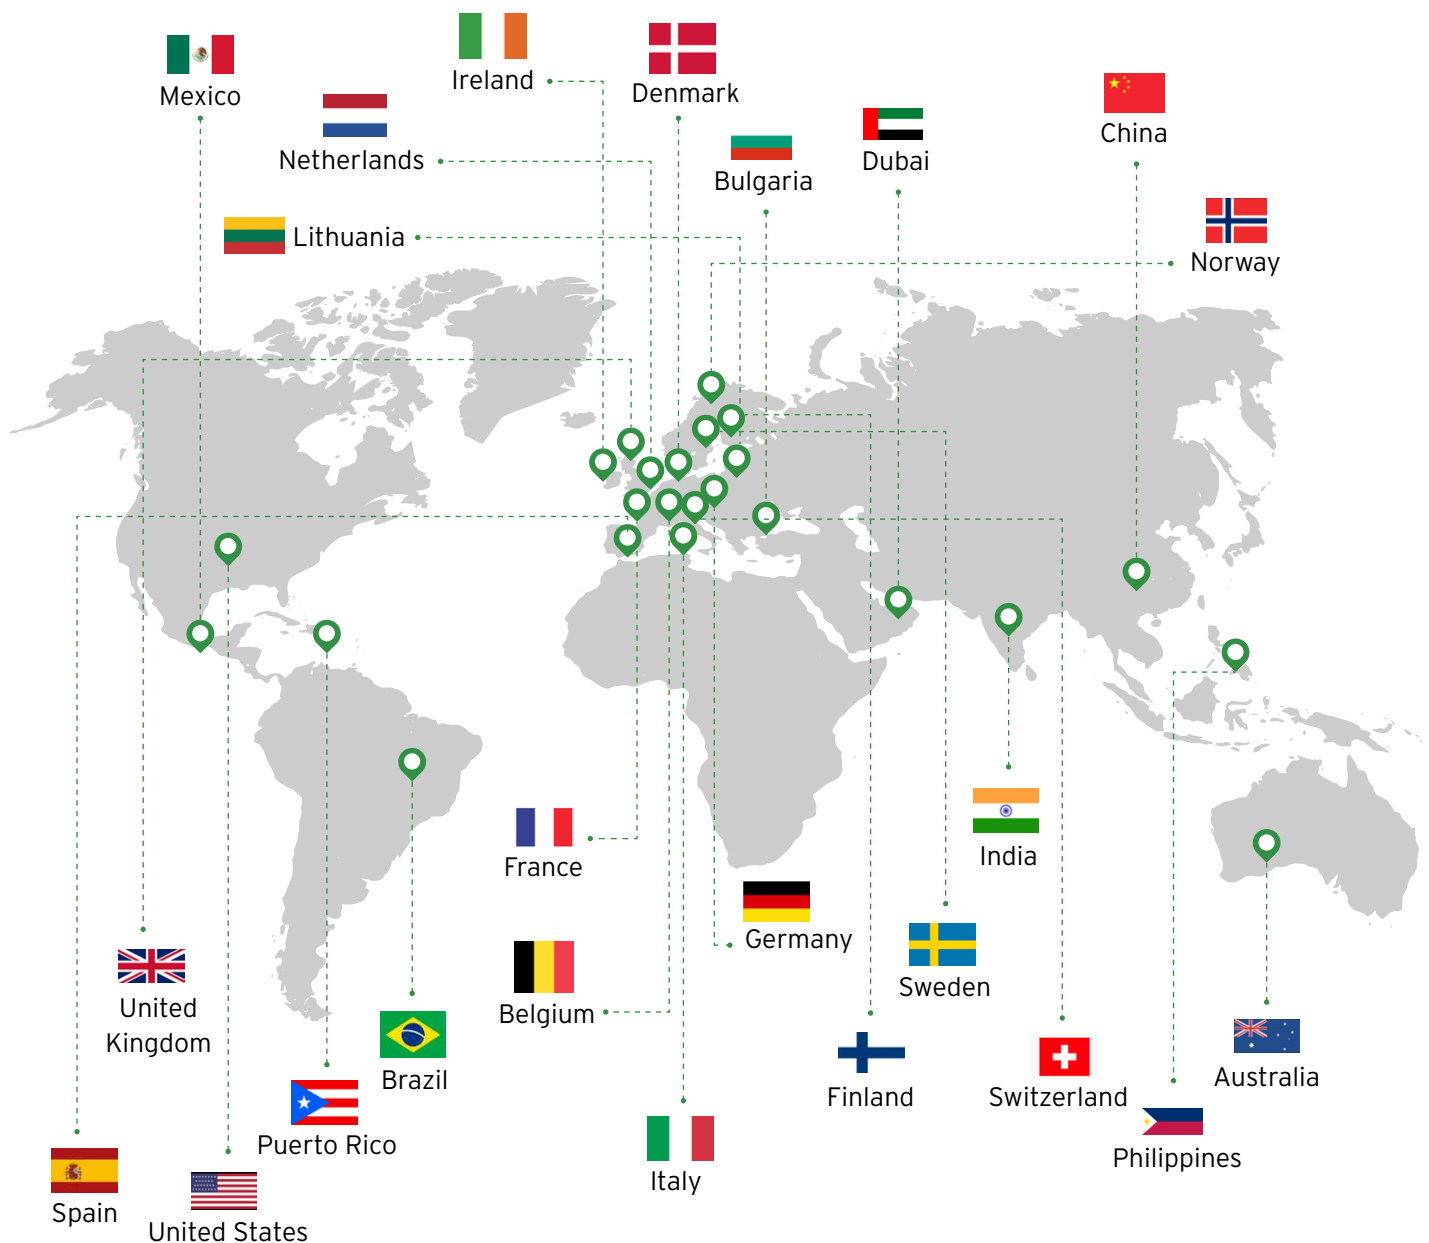 Ireland
Denmark
Mexico
China
Netherlands
Dubai
Bulgaria
Lithuania
Norway
India
France
Germany
Sweden
United
Kingdom
Belgium
Brazil
Australia
Finland
Switzerland
Puerto Rico
Philippines
Italy
Spain
United States